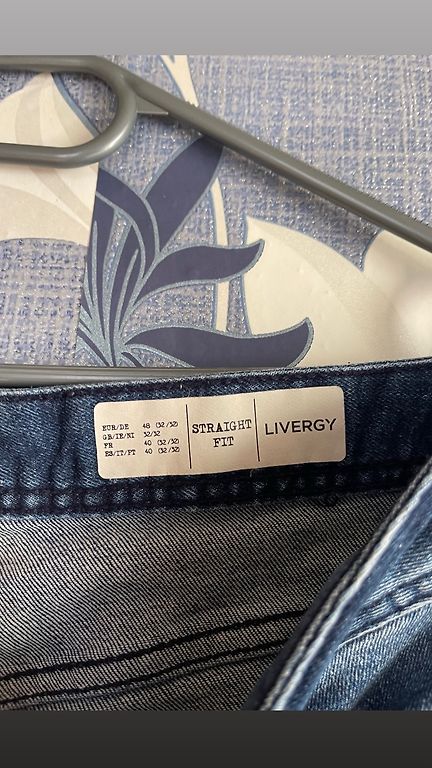 EUR/DE 48 (32/32)
GB/IE/NI 32/32
FR 40 (32/32)
ES/IT/PT 40 (32/32)
STRAIGHT
FIT
LIVERGY